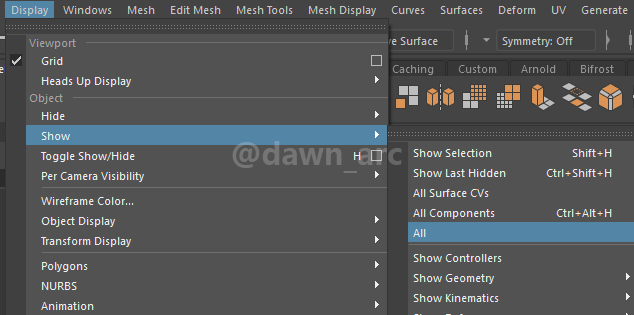 Display Windows Mesh Edit Mesh Mesh Tools Mesh Display Curves Surfaces Deform UV Generate
Viewport
Grid
Heads Up Display
Object
Hide
Show
Toggle Show/Hide H
Per Camera Visibility
Wireframe Color...
Object Display
Transform Display
Polygons
NURBS
Animation
ve Surface Symmetry: Off
Caching Custom Arnold Bifrost
@dawn_arc
Show Selection Shift+H
Show Last Hidden Ctrl+Shift+H
All Surface CVs
All Components Ctrl+Alt+H
All
Show Controllers
Show Geometry
Show Kinematics